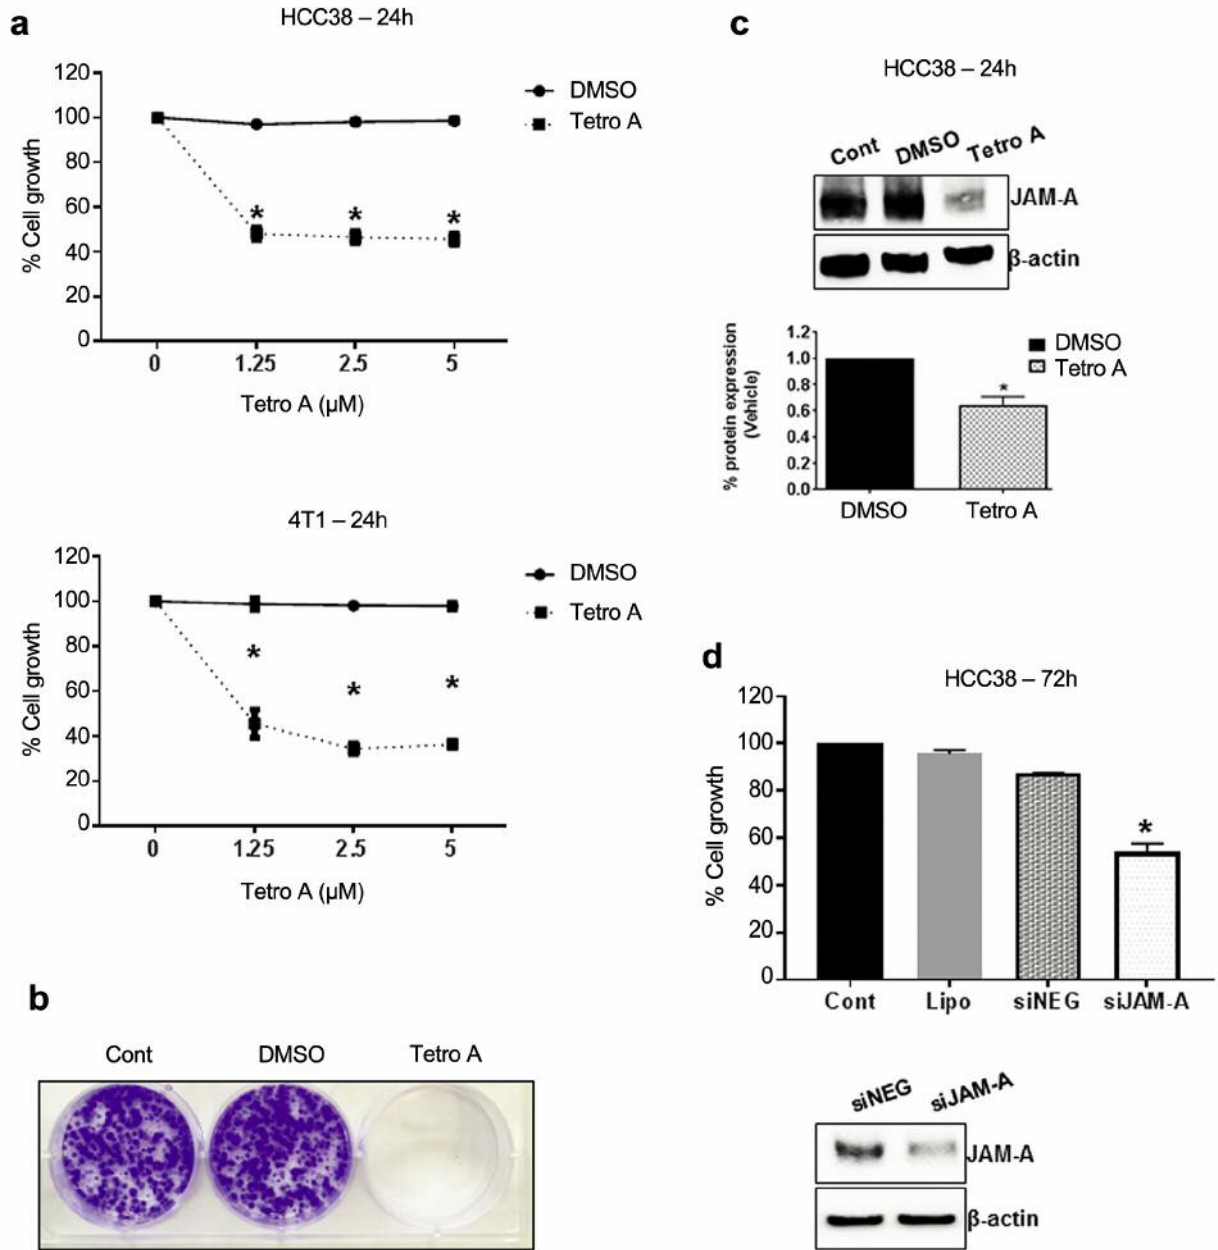 a
HCC38 – 24h
120
100
80
60
40
20
0
% Cell growth
DMSO
Tetro A
*
*
*
0 1.25 2.5 5
Tetro A (µM)
4T1 – 24h
120
100
80
60
40
20
0
% Cell growth
DMSO
Tetro A
*
*
*
0 1.25 2.5 5
Tetro A (µM)
b
Cont DMSO Tetro A
c
HCC38 – 24h
Cont DMSO Tetro A
JAM-A
β-actin
% protein expression
(Vehicle)
1.2
1.0
0.8
0.6
0.4
0.2
0.0
DMSO
Tetro A
*
DMSO Tetro A
d
HCC38 – 72h
120
100
80
60
40
20
0
% Cell growth
*
Cont Lipo siNEG siJAM-A
siNEG siJAM-A
JAM-A
β-actin